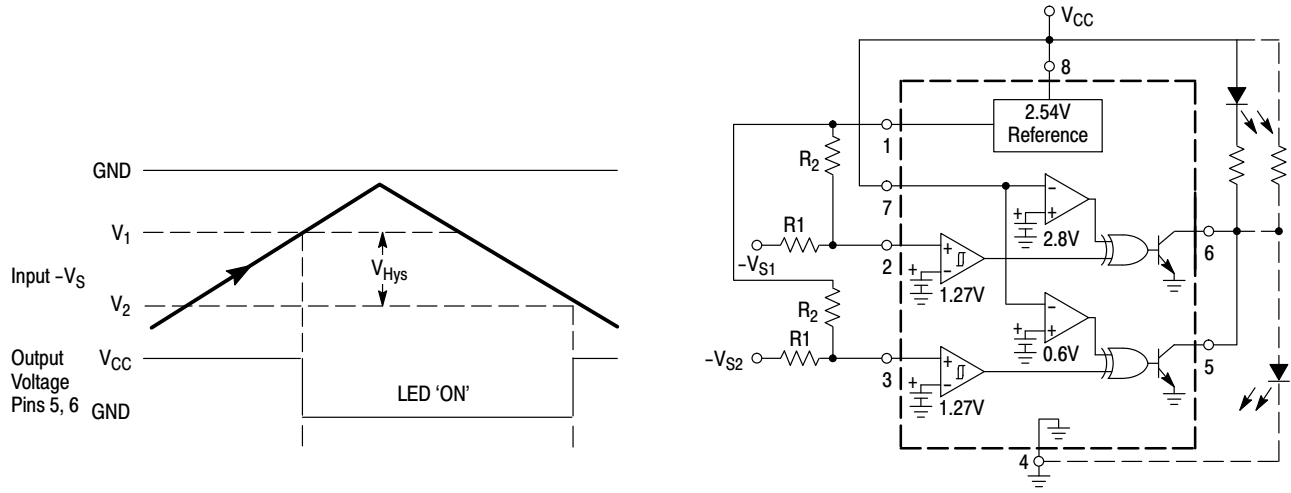 GND
V1
Input -VS
VHys
V2
Output
Voltage
Pins 5, 6
VCC
GND
LED 'ON'
VCC
8
2.54V
Reference
1
R2
7
R1
-VS1
2
+
-
1.27V
-
+
+
2.8V
6
R2
R1
-VS2
3
+
-
+
1.27V
-
+
+
0.6V
5
4